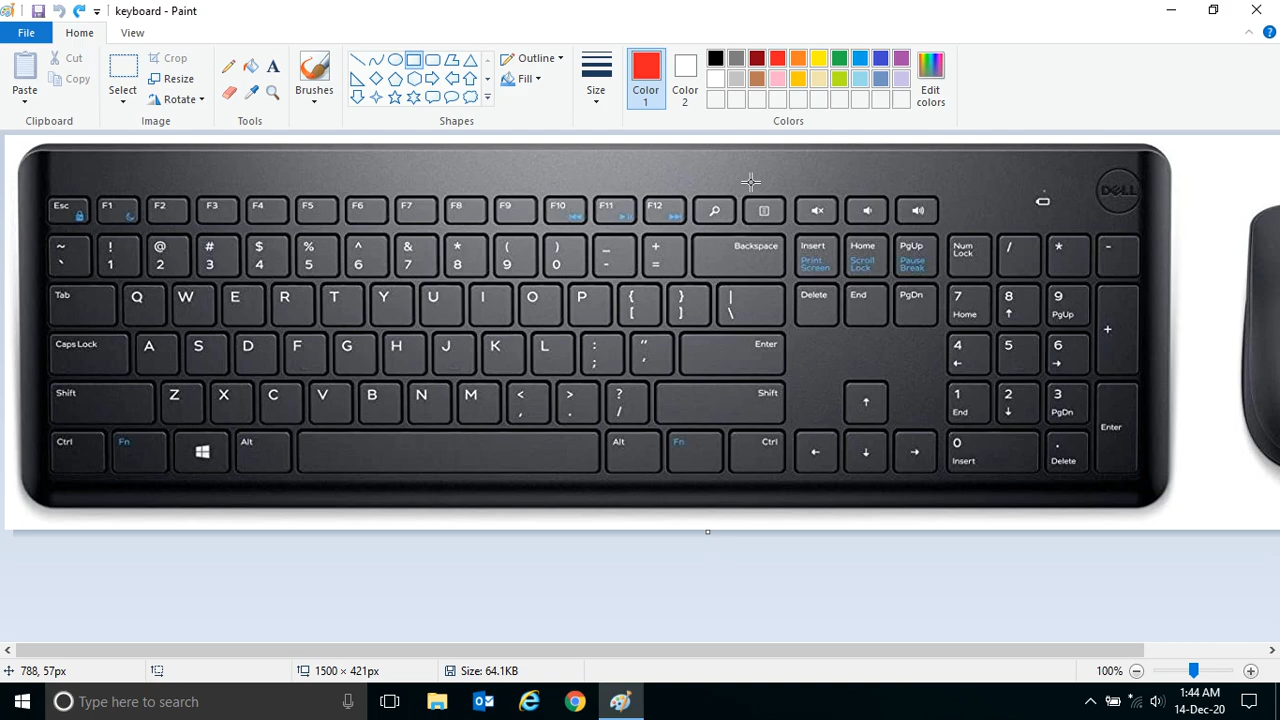 keyboard - Paint
File Home View
Paste
Cut
Copy
Clipboard
Select
Crop
Resize
Rotate
Image
A
Tools
Brushes
Shapes
Outline
Fill
Size
Color 1
Color 2
Edit colors
Colors
DELL
Esc F1 F2 F3 F4 F5 F6 F7 F8 F9 F10 F11 F12
~ ! @ # $ % ^ & * ( ) _ + Backspace Insert Home PgUp Num Lock / * -
` 1 2 3 4 5 6 7 8 9 0 - = Print Screen Scroll Lock Pause Break
Tab Q W E R T Y U I O P { } | Delete End PgDn 7 8 9
[ ] \ Home ↑ PgUp +
Caps Lock A S D F G H J K L : " Enter 4 5 6
; ' ← →
Shift Z X C V B N M < > ? Shift ↑ 1 2 3
, . / End ↓ PgDn Enter
Ctrl Fn Alt Alt Fn Ctrl ← ↓ → 0 .
Insert Delete
788, 57px 1500 × 421px Size: 64.1KB 100%
Type here to search
1:44 AM
14-Dec-20